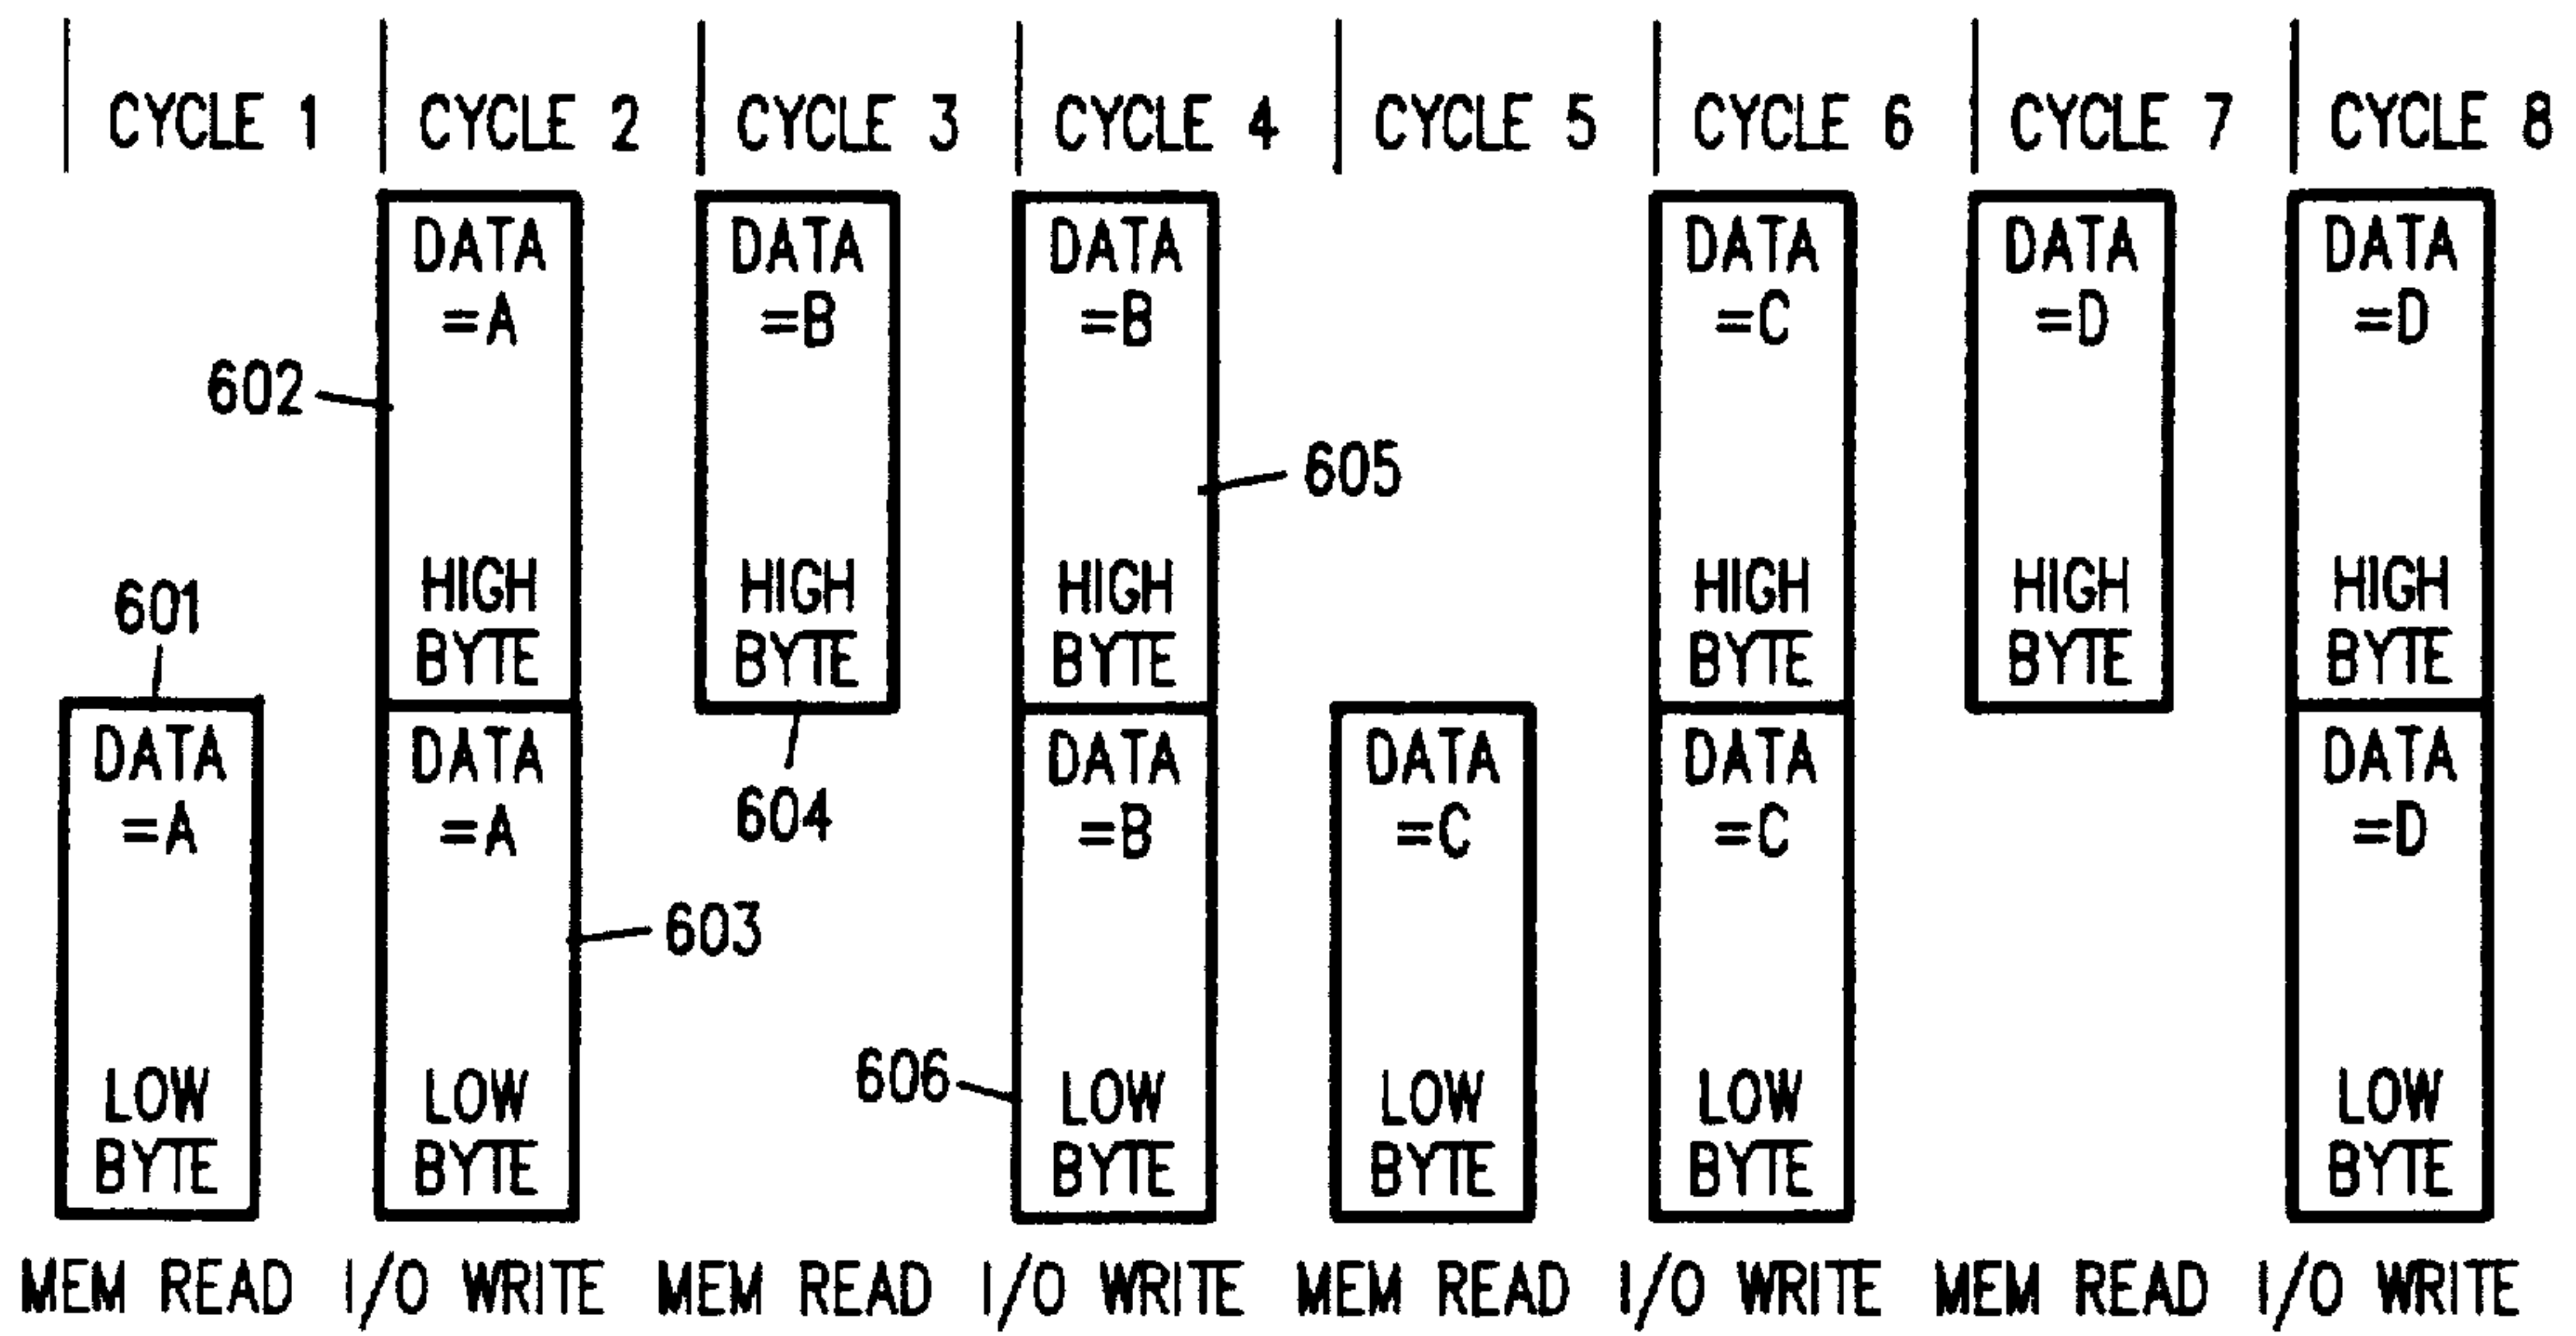 CYCLE 1 CYCLE 2 CYCLE 3 CYCLE 4 CYCLE 5 CYCLE 6 CYCLE 7 CYCLE 8
DATA DATA DATA DATA DATA DATA
=A =B =B =C =D =D
602
605
HIGH HIGH HIGH HIGH HIGH HIGH
601
BYTE BYTE BYTE BYTE BYTE BYTE
DATA DATA DATA DATA DATA DATA
=A =A 604 =B =C =C =D
603
606
LOW LOW LOW LOW LOW LOW
BYTE BYTE BYTE BYTE BYTE BYTE
MEM READ I/O WRITE MEM READ I/O WRITE MEM READ I/O WRITE MEM READ I/O WRITE